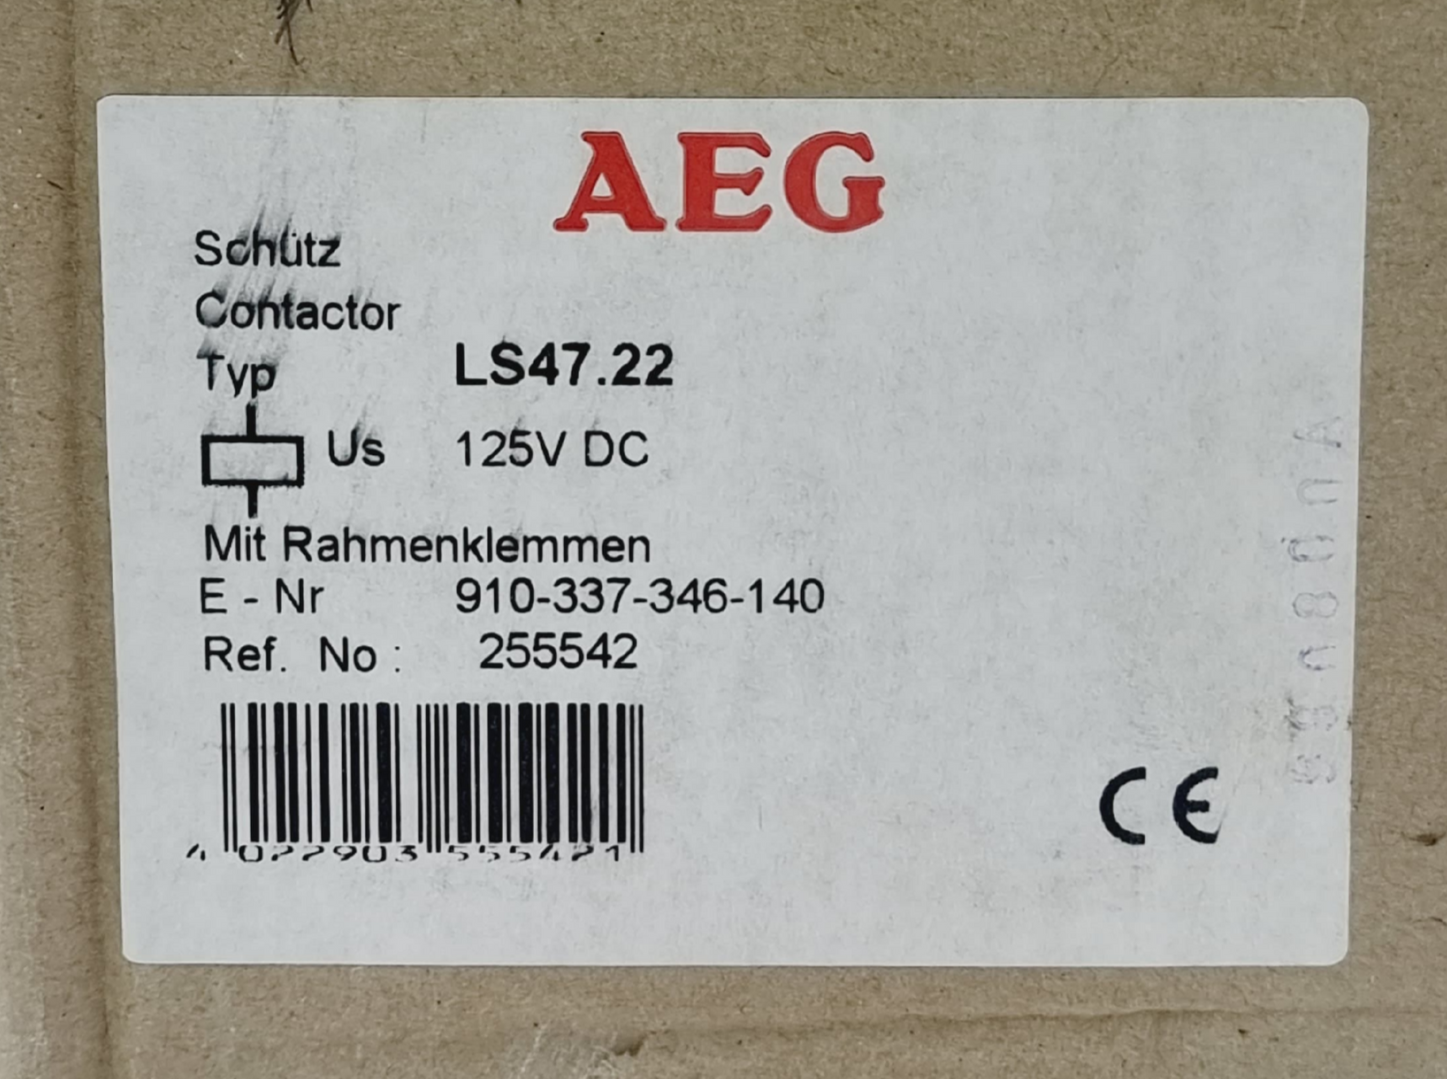 AEG
Schütz
Contactor
Typ LS47.22
Us 125V DC
Mit Rahmenklemmen
E - Nr 910-337-346-140
Ref. No : 255542
4 022903 555421
CE